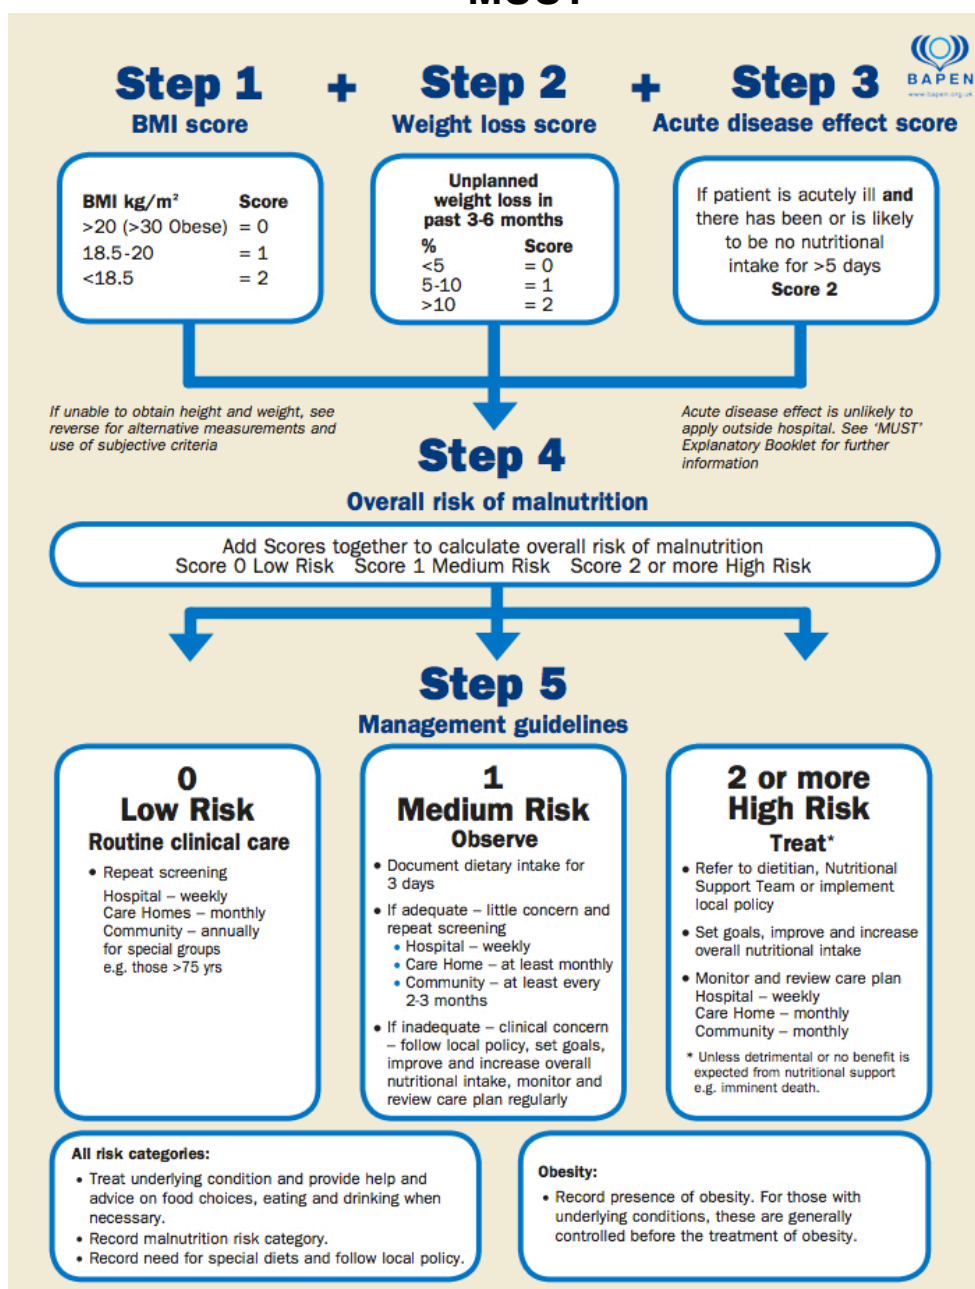 MUST
BAPEN
www.bapen.org.uk
Step 1 + Step 2 + Step 3
BMI score
Weight loss score
Acute disease effect score
BMI kg/m² Score
>20 (>30 Obese) = 0
18.5-20 = 1
<18.5 = 2
Unplanned
weight loss in
past 3-6 months
% Score
<5 = 0
5-10 = 1
>10 = 2
If patient is acutely ill and
there has been or is likely
to be no nutritional
intake for >5 days
Score 2
If unable to obtain height and weight, see
reverse for alternative measurements and
use of subjective criteria
Acute disease effect is unlikely to
apply outside hospital. See ‘MUST’
Explanatory Booklet for further
information
Step 4
Overall risk of malnutrition
Add Scores together to calculate overall risk of malnutrition
Score 0 Low Risk Score 1 Medium Risk Score 2 or more High Risk
Step 5
Management guidelines
0
Low Risk
Routine clinical care
• Repeat screening
Hospital – weekly
Care Homes – monthly
Community – annually
for special groups
e.g. those >75 yrs
1
Medium Risk
Observe
• Document dietary intake for
3 days
• If adequate – little concern and
repeat screening
• Hospital – weekly
• Care Home – at least monthly
• Community – at least every
2-3 months
• If inadequate – clinical concern
– follow local policy, set goals,
improve and increase overall
nutritional intake, monitor and
review care plan regularly
2 or more
High Risk
Treat*
• Refer to dietitian, Nutritional
Support Team or implement
local policy
• Set goals, improve and increase
overall nutritional intake
• Monitor and review care plan
Hospital – weekly
Care Home – monthly
Community – monthly
* Unless detrimental or no benefit is
expected from nutritional support
e.g. imminent death.
All risk categories:
• Treat underlying condition and provide help and
advice on food choices, eating and drinking when
necessary.
• Record malnutrition risk category.
• Record need for special diets and follow local policy.
Obesity:
• Record presence of obesity. For those with
underlying conditions, these are generally
controlled before the treatment of obesity.